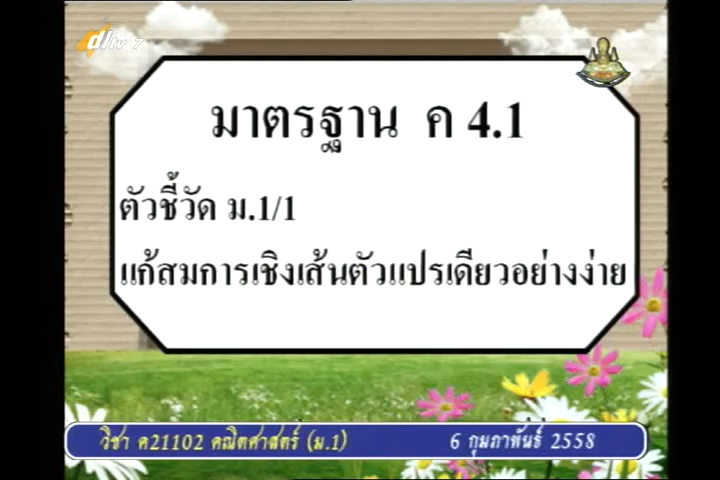 dltv 7
มาตรฐาน ค 4.1
ตัวชี้วัด ม.1/1
แก้สมการเชิงเส้นตัวแปรเดียวอย่างง่าย
วิชา ค21102 คณิตศาสตร์ (ม.1) 6 กุมภาพันธ์ 2558